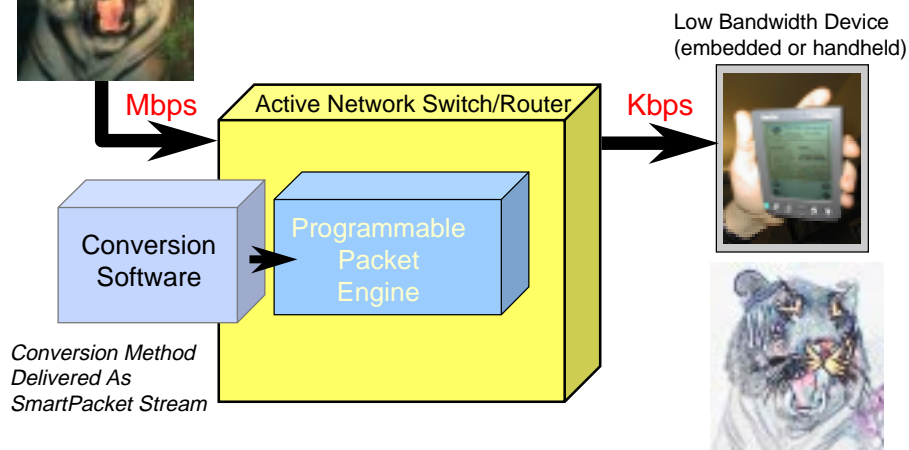 Low Bandwidth Device
(embedded or handheld)
Mbps
Active Network Switch/Router
Kbps
Conversion
Software
Programmable
Packet
Engine
Conversion Method
Delivered As
SmartPacket Stream